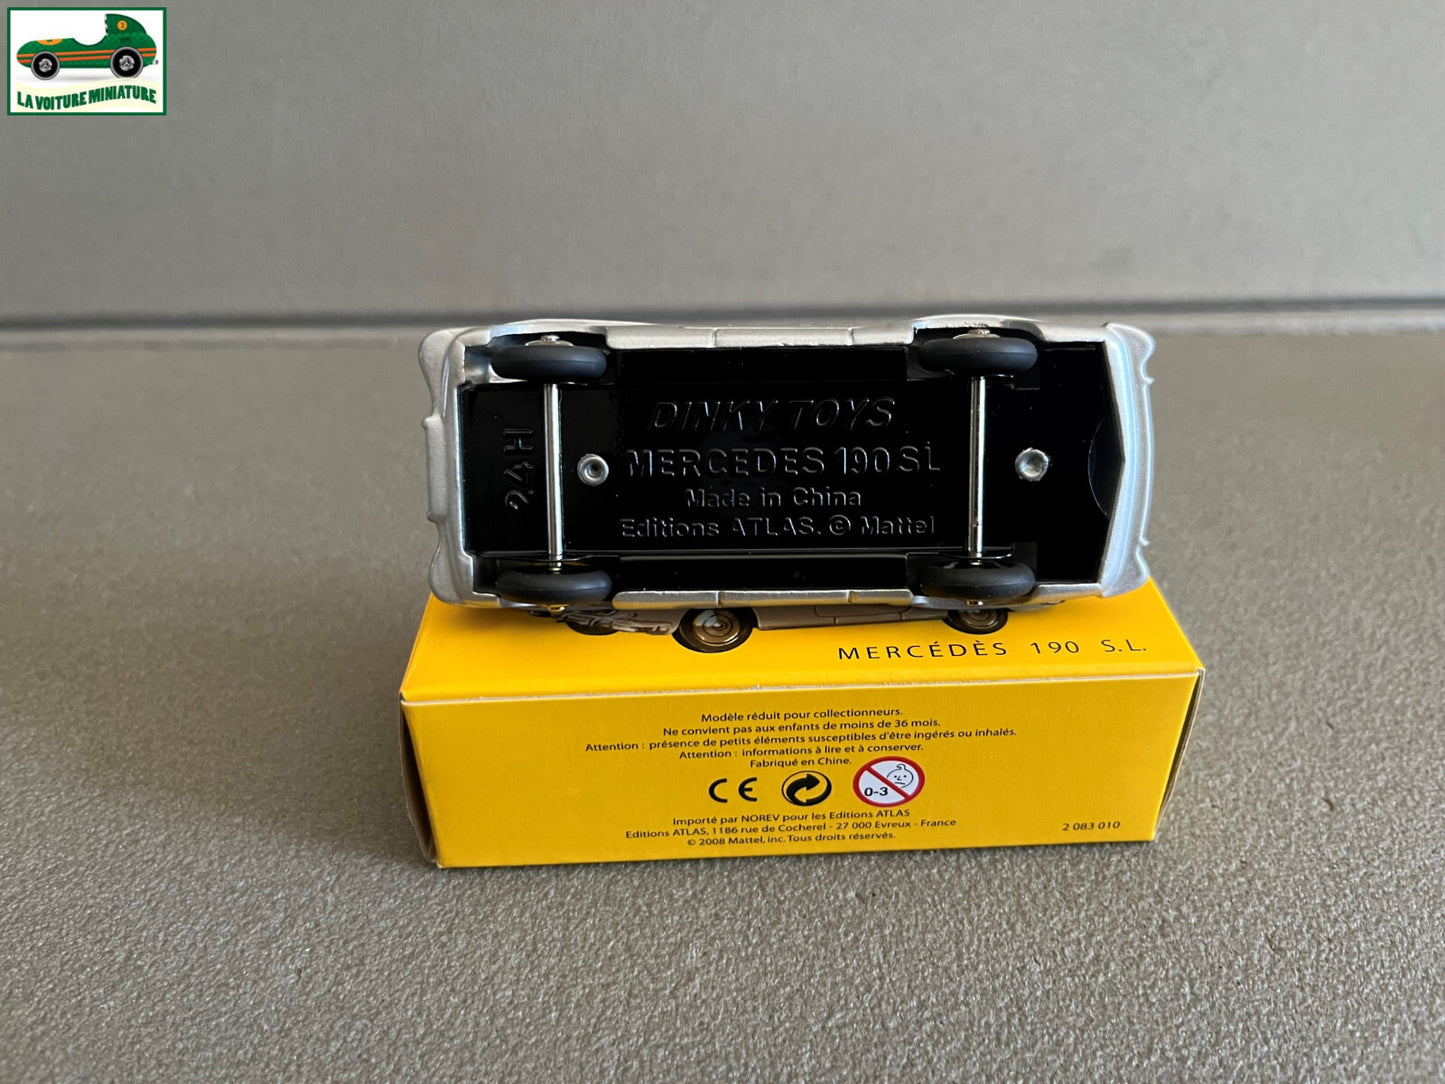 3
LA VOITURE MINIATURE
24H
DINKY TOYS
MERCEDES 190 SL
Made in China
Editions ATLAS. © Mattel
MERCÉDÈS 190 S.L.
Modèle réduit pour collectionneurs.
Ne convient pas aux enfants de moins de 36 mois.
Attention : présence de petits éléments susceptibles d'être ingérés ou inhalés.
Attention : informations à lire et à conserver.
Fabriqué en Chine.
CE
0-3
Importé par NOREV pour les Editions ATLAS
Editions ATLAS, 1186 rue de Cocherel - 27 000 Evreux - France
© 2008 Mattel, inc. Tous droits réservés.
2 083 010